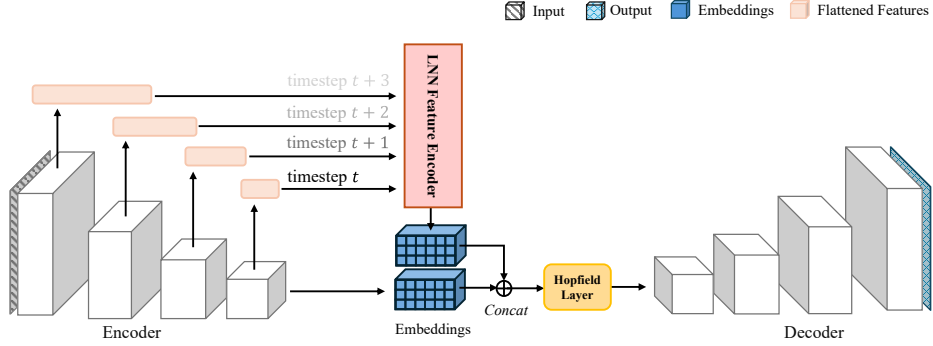 Input
Output
Embeddings
Flattened Features
timestep t + 3
timestep t + 2
timestep t + 1
timestep t
LNN Feature Encoder
Hopfield
Layer
Concat
Embeddings
Encoder
Decoder